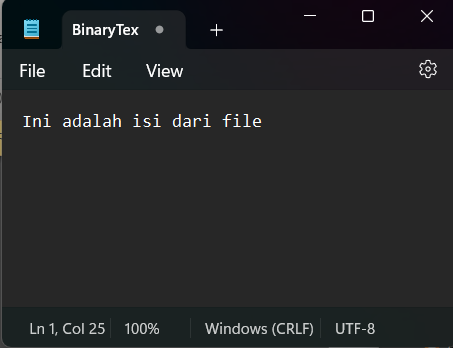 BinaryTex
File Edit View
Ini adalah isi dari file
Ln 1, Col 25 100% Windows (CRLF) UTF-8